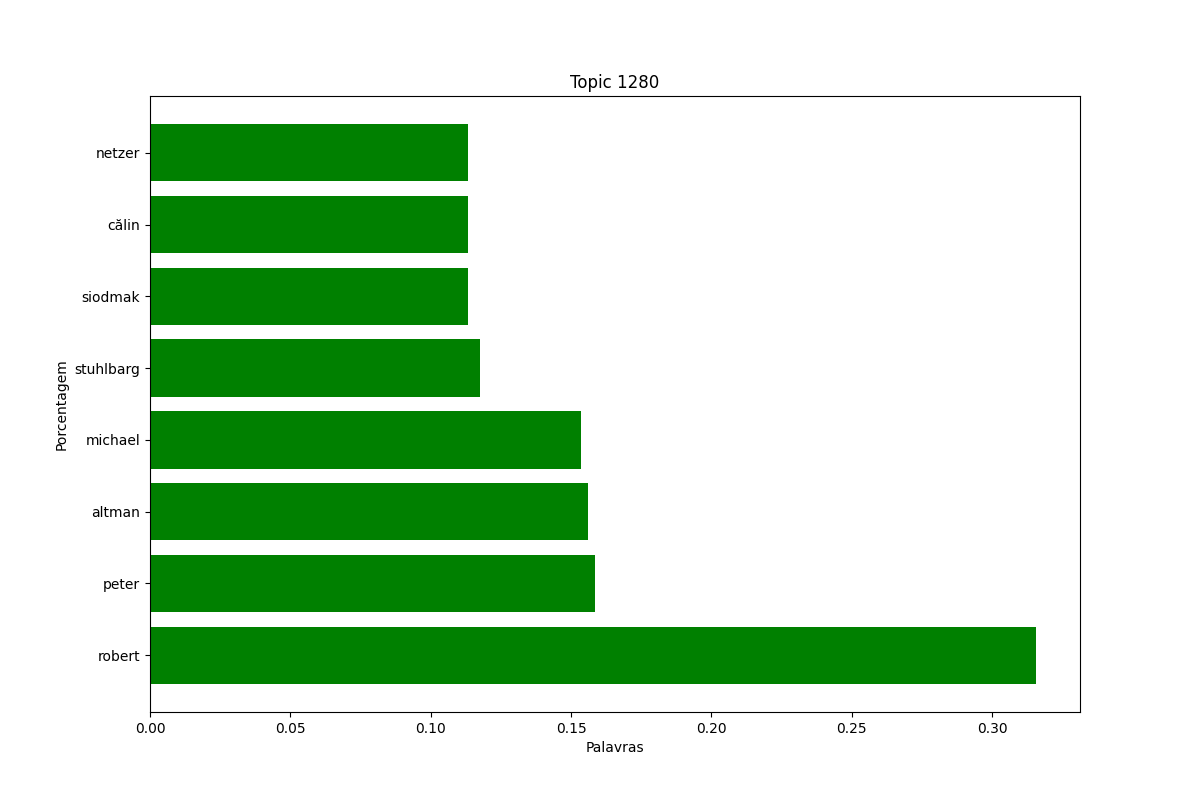 Topic 1280
netzer
călin
siodmak
stuhlbarg
michael
altman
peter
robert
Porcentagem
0.00 0.05 0.10 0.15 0.20 0.25 0.30
Palavras